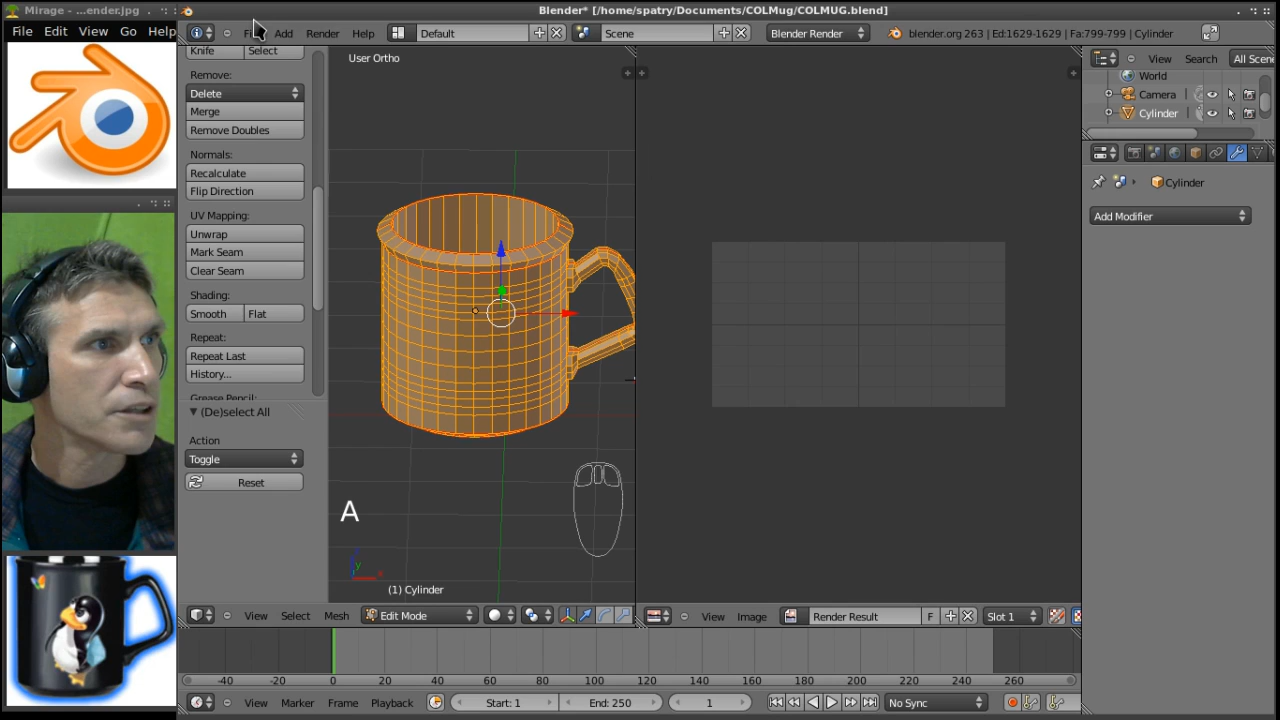 Mirage - ...ender.jpg
File Edit View Go Help
Blender* [/home/spatry/Documents/COLMug/COLMUG.blend]
Add Render Help
Default
Scene
Blender Render
blender.org 263 | Ed:1629-1629 | Fa:799-799 | Cylinder
Knife Select
Remove:
Delete
Merge
Remove Doubles
Normals:
Recalculate
Flip Direction
UV Mapping:
Unwrap
Mark Seam
Clear Seam
Shading:
Smooth Flat
Repeat:
Repeat Last
History...
Grease Pencil:
(De)select All
Action
Toggle
Reset
User Ortho
A
(1) Cylinder
View Select Mesh
Edit Mode
View Image
Render Result
F
Slot 1
View Search All Scene
World
Camera
Cylinder
Cylinder
Add Modifier
-40 -20 0 20 40 60 80 100 120 140 160 180 200 220 240 260
View Marker Frame Playback
Start: 1
End: 250
1
No Sync